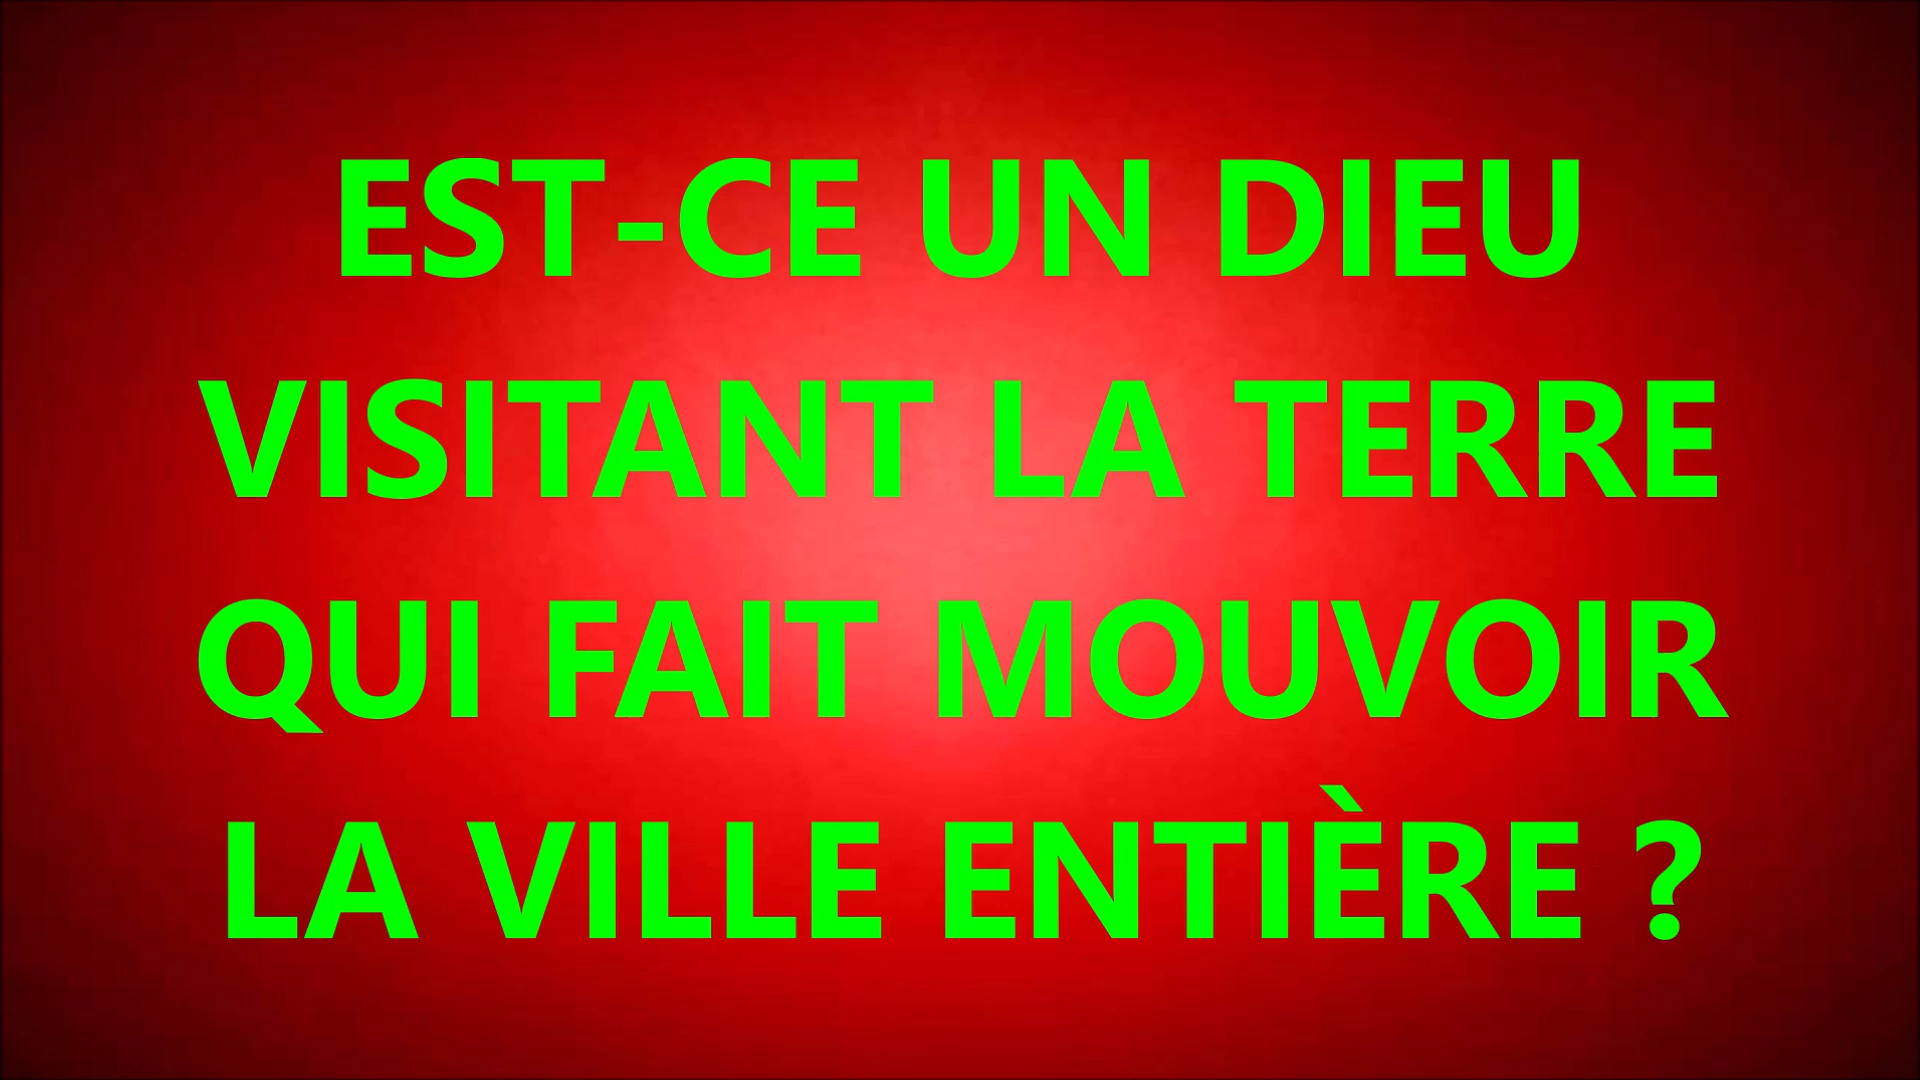 EST-CE UN DIEU
VISITANT LA TERRE
QUI FAIT MOUVOIR
LA VILLE ENTIÈRE ?